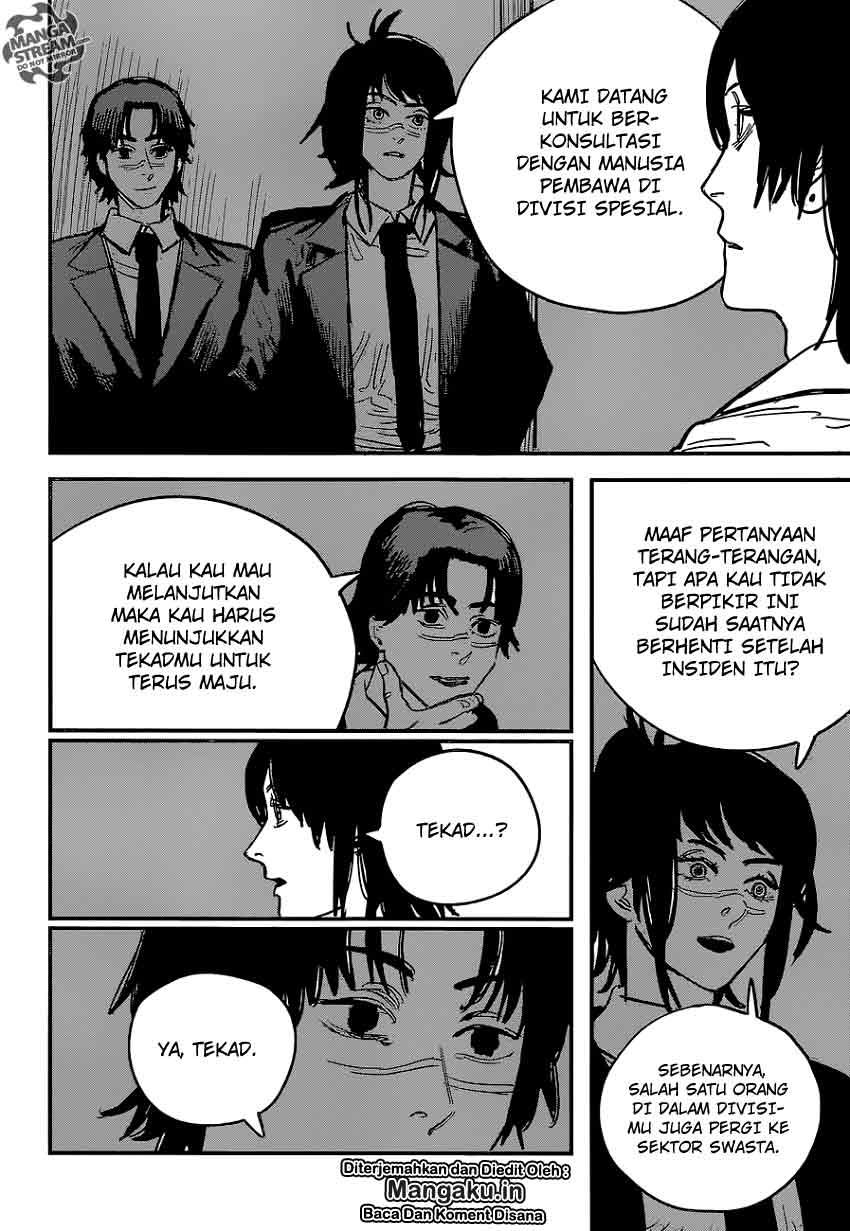 MANGA
STREAM
DO NOT MIRROR
KAMI DATANG
UNTUK BER-
KONSULTASI
DENGAN MANUSIA
PEMBAWA DI
DIVISI SPESIAL.
MAAF PERTANYAAN
TERANG-TERANGAN,
TAPI APA KAU TIDAK
BERPIKIR INI
SUDAH SAATNYA
BERHENTI SETELAH
INSIDEN ITU?
SEBENARNYA,
SALAH SATU ORANG
DI DALAM DIVISI-
MU JUGA PERGI KE
SEKTOR SWASTA.
KALAU KAU MAU
MELANJUTKAN
MAKA KAU HARUS
MENUNJUKKAN
TEKADMU UNTUK
TERUS MAJU.
TEKAD...?
YA, TEKAD.
Diterjemahkan dan Diedit Oleh :
Mangaku.in
Baca Dan Koment Disana